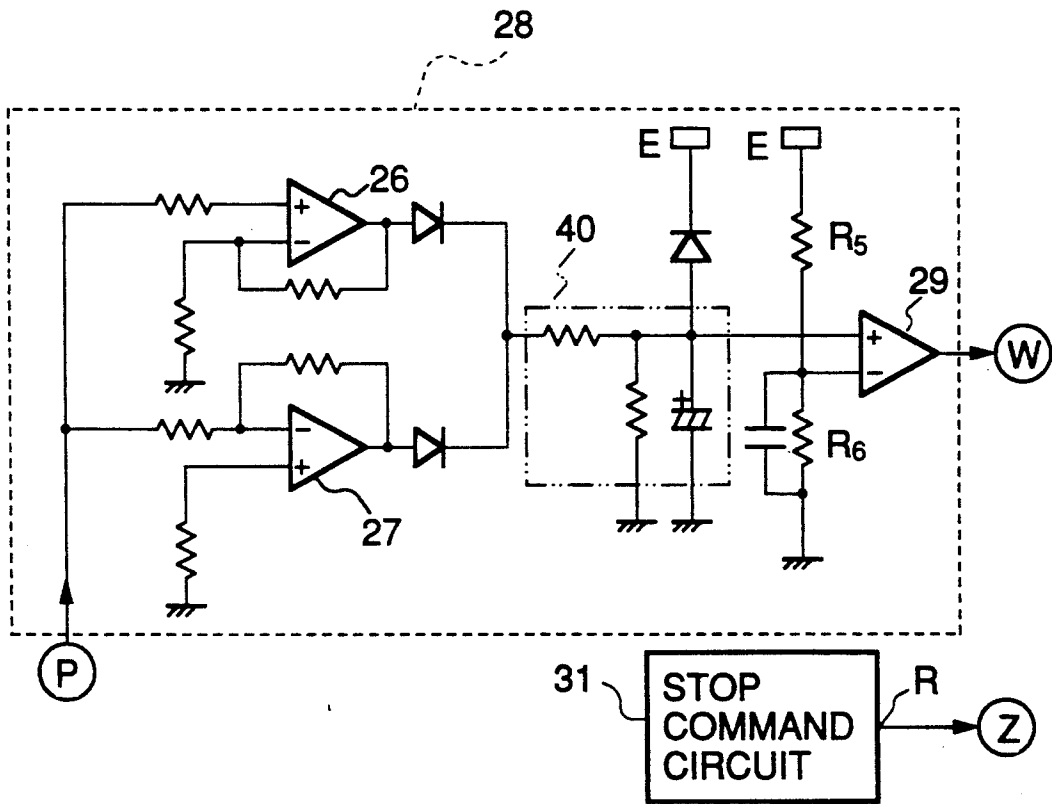 28
E
E
26
+
−
40
R5
29
+
−
W
+
R6
−
+
27
P
31
STOP
COMMAND
CIRCUIT
R
Z